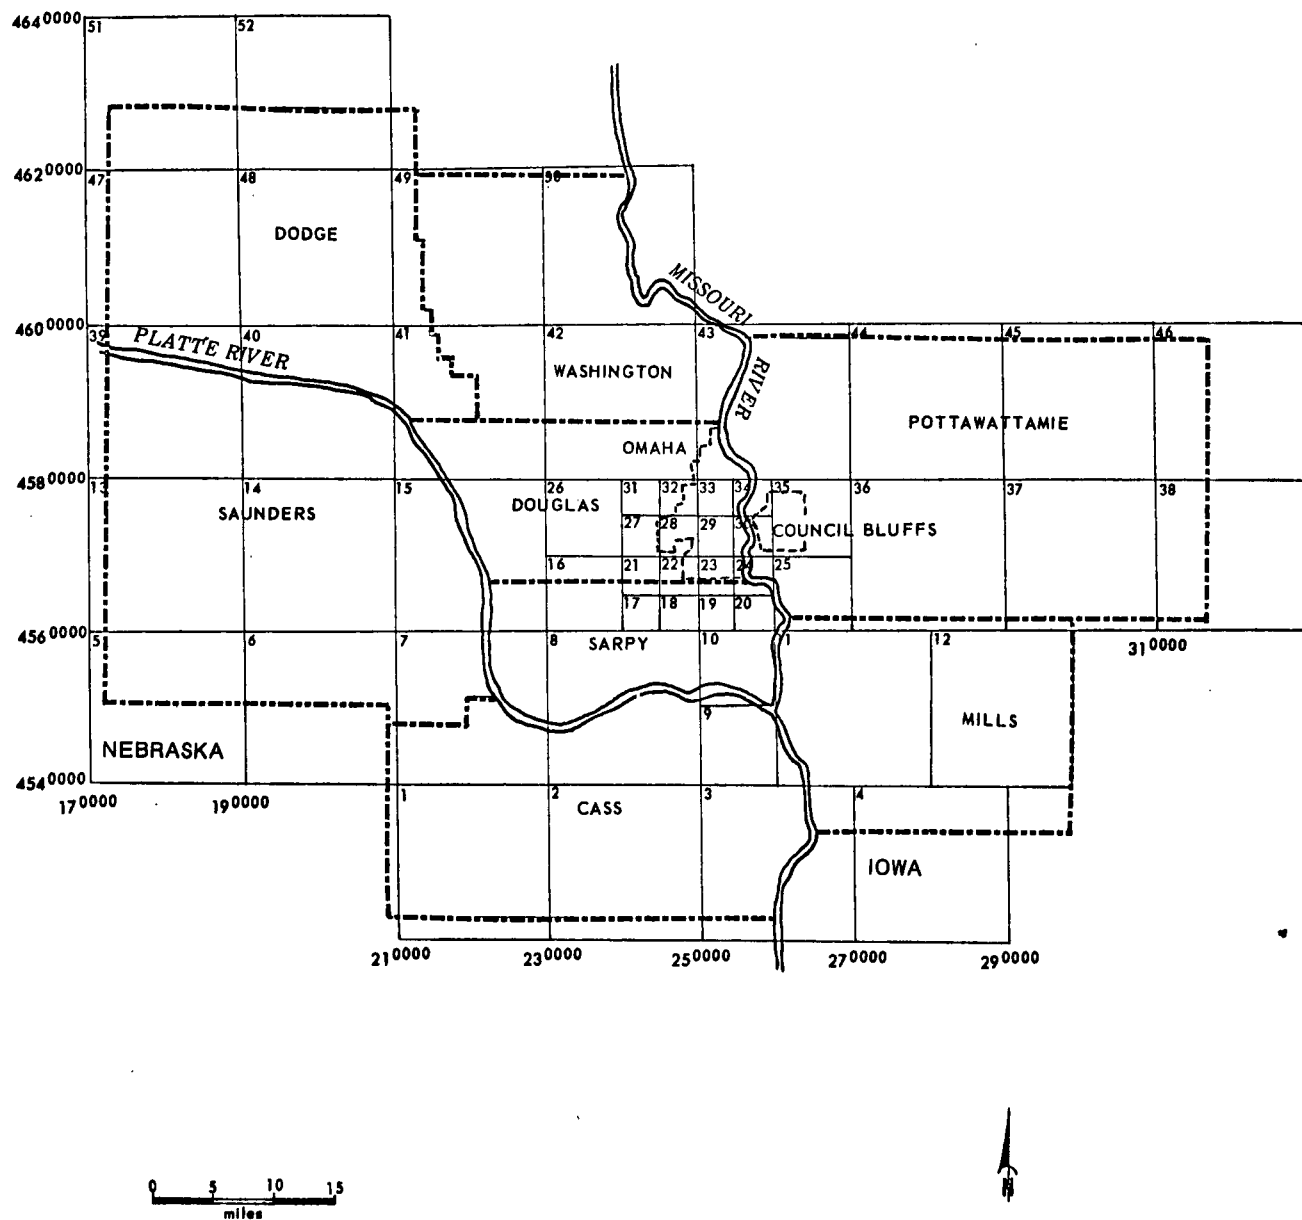 4640000
51 52
4620000
47 48 49 50
DODGE
MISSOURI
4600000
39 40 41 42 43 44 45 46
PLATTE RIVER
WASHINGTON
RIVER
POTTAWATTAMIE
OMAHA
4580000
13 14 15 26 31 32 33 34 35 36 37 38
SAUNDERS
DOUGLAS
27 28 29 30
COUNCIL BLUFFS
16 21 22 23 24 25
17 18 19 20
4560000
5 6 7 8 10 11 12
SARPY
310000
9
MILLS
NEBRASKA
4540000
170000 190000
1 2 3 4
CASS
IOWA
210000 230000 250000 270000 290000
0 5 10 15
miles
N